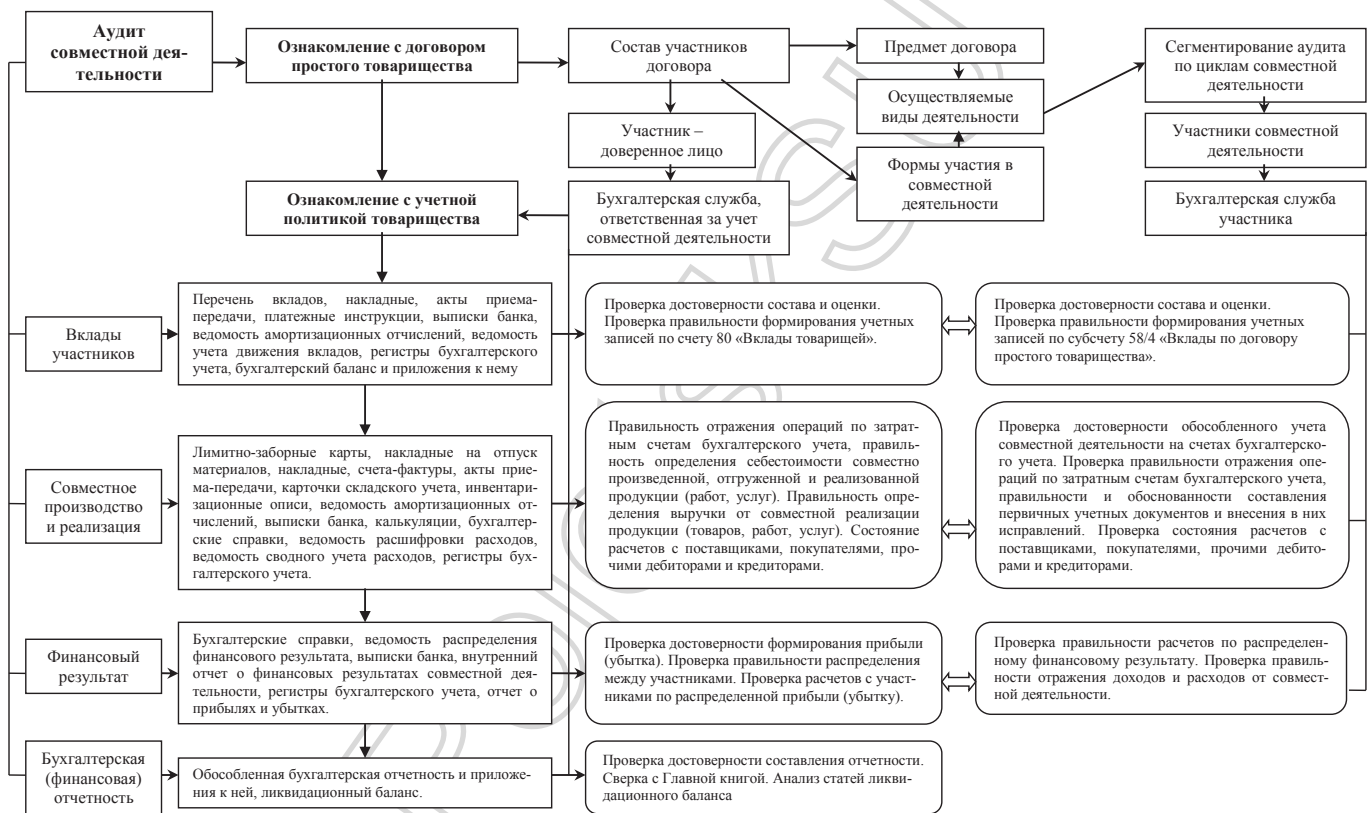 Аудит
совместной дея-
тельности
Ознакомление с договором
простого товарищества
Состав участников
договора
Предмет договора
Сегментирование аудита
по циклам совместной
деятельности
Осуществляемые
виды деятельности
Участник –
доверенное лицо
Участники совместной
деятельности
Формы участия в
совместной
деятельности
Ознакомление с учетной
политикой товарищества
Бухгалтерская служба,
ответственная за учет
совместной деятельности
Бухгалтерская служба
участника
Вклады
участников
Перечень вкладов, накладные, акты приема-
передачи, платежные инструкции, выписки банка,
ведомость амортизационных отчислений, ведомость
учета движения вкладов, регистры бухгалтерского
учета, бухгалтерский баланс и приложения к нему
Проверка достоверности состава и оценки.
Проверка правильности формирования учетных
записей по счету 80 «Вклады товарищей».
Проверка достоверности состава и оценки.
Проверка правильности формирования учетных
записей по субсчету 58/4 «Вклады по договору
простого товарищества».
Совместное
производство
и реализация
Лимитно-заборные карты, накладные на отпуск
материалов, накладные, счета-фактуры, акты прие-
ма-передачи, карточки складского учета, инвентари-
зационные описи, ведомость амортизационных от-
числений, выписки банка, калькуляции, бухгалтер-
ские справки, ведомость расшифровки расходов,
ведомость сводного учета расходов, регистры бух-
галтерского учета.
Правильность отражения операций по затрат-
ным счетам бухгалтерского учета, правиль-
ность определения себестоимости совместно
произведенной, отгруженной и реализованной
продукции (работ, услуг). Правильность опре-
деления выручки от совместной реализации
продукции (товаров, работ, услуг). Состояние
расчетов с поставщиками, покупателями, про-
чими дебиторами и кредиторами.
Проверка достоверности обособленного учета
совместной деятельности на счетах бухгалтерско-
го учета. Проверка правильности отражения опе-
раций по затратным счетам бухгалтерского учета,
правильности и обоснованности составления
первичных учетных документов и внесения в них
исправлений. Проверка состояния расчетов с
поставщиками, покупателями, прочими дебито-
рами и кредиторами.
Финансовый
результат
Бухгалтерские справки, ведомость распределения
финансового результата, выписки банка, внутренний
отчет о финансовых результатах совместной дея-
тельности, регистры бухгалтерского учета, отчет о
прибылях и убытках.
Проверка достоверности формирования прибыли
(убытка). Проверка правильности распределения
между участниками. Проверка расчетов с участ-
никами по распределенной прибыли (убытку).
Проверка правильности расчетов по распределен-
ному финансовому результату. Проверка правиль-
ности отражения доходов и расходов от совмест-
ной деятельности.
Бухгалтерская
(финансовая)
отчетность
Обособленная бухгалтерская отчетность и приложе-
ния к ней, ликвидационный баланс.
Проверка достоверности составления отчетности.
Сверка с Главной книгой. Анализ статей ликви-
дационного баланса